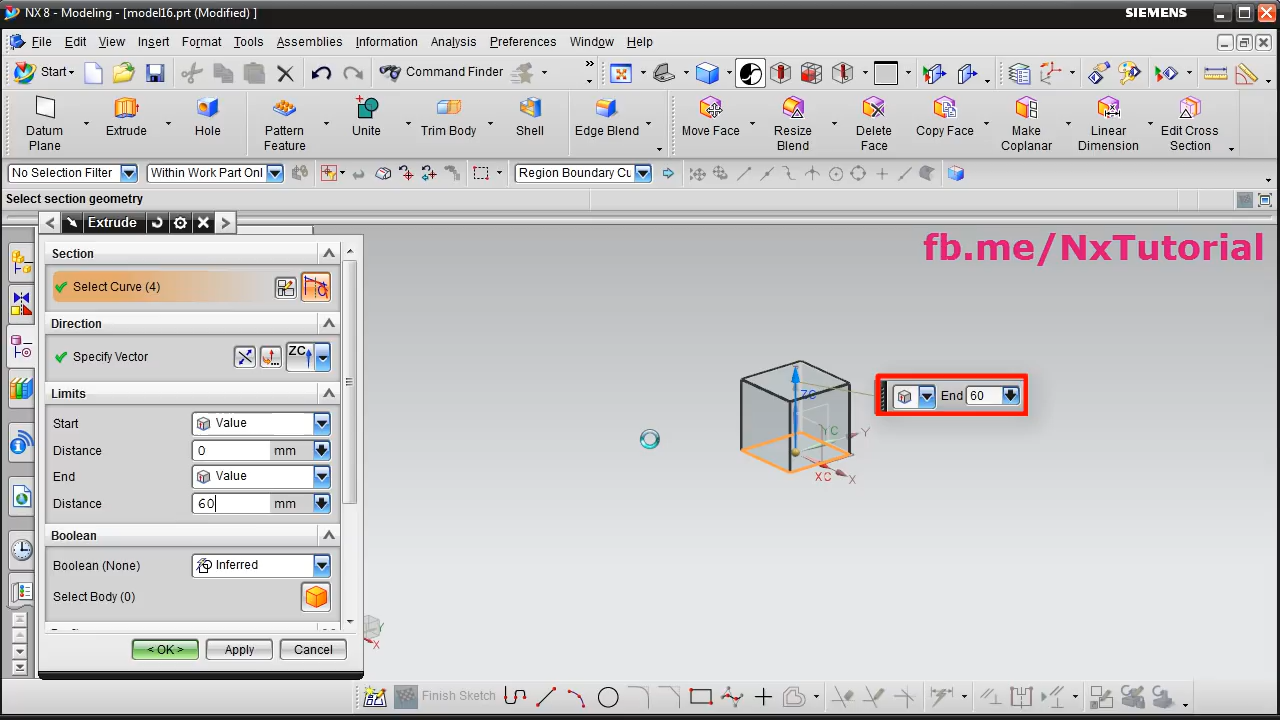 NX 8 - Modeling - [model16.prt (Modified) ]
SIEMENS
File Edit View Insert Format Tools Assemblies Information Analysis Preferences Window Help
Start Command Finder
Datum Plane
Extrude
Hole
Pattern Feature
Unite
Trim Body
Shell
Edge Blend
Move Face
Resize Blend
Delete Face
Copy Face
Make Coplanar
Linear Dimension
Edit Cross Section
No Selection Filter
Within Work Part Onl
Region Boundary Cu
Select section geometry
Extrude
fb.me/NxTutorial
Section
Select Curve (4)
Direction
Specify Vector
ZC
Limits
Start Value
Distance 0 mm
End Value
Distance 60 mm
Boolean
Boolean (None) Inferred
Select Body (0)
< OK > Apply Cancel
ZC
YC
Y
XC
X
End 60
X
Finish Sketch